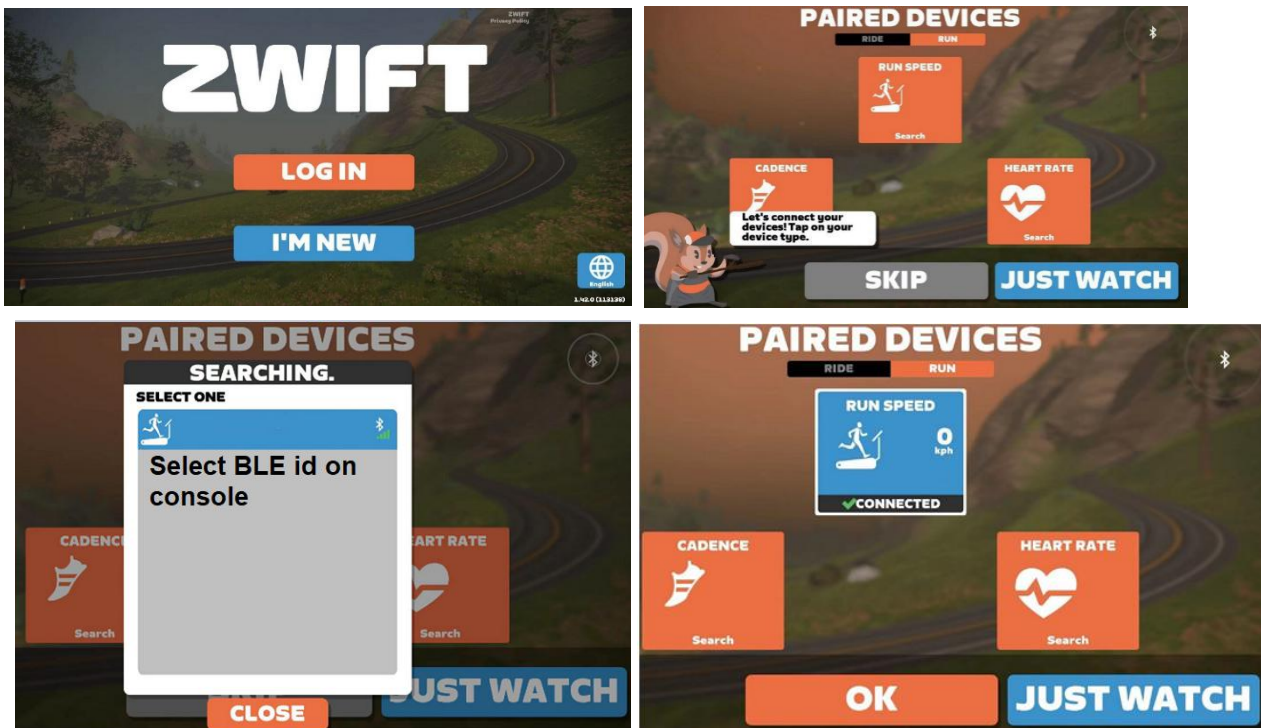 ZWIFT
Privacy Policy
ZWIFT
LOG IN
I'M NEW
English
1.42.0 (113136)
PAIRED DEVICES
RIDE RUN
RUN SPEED
Search
CADENCE
HEART RATE
Let's connect your
devices! Tap on your
device type.
Search
SKIP
JUST WATCH
PAIRED DEVICES
SEARCHING.
SELECT ONE
Select BLE id on
console
CADENC
ART RATE
Search
Search
JUST WATCH
CLOSE
PAIRED DEVICES
RIDE RUN
RUN SPEED
0
kph
CONNECTED
CADENCE
HEART RATE
Search
Search
OK
JUST WATCH